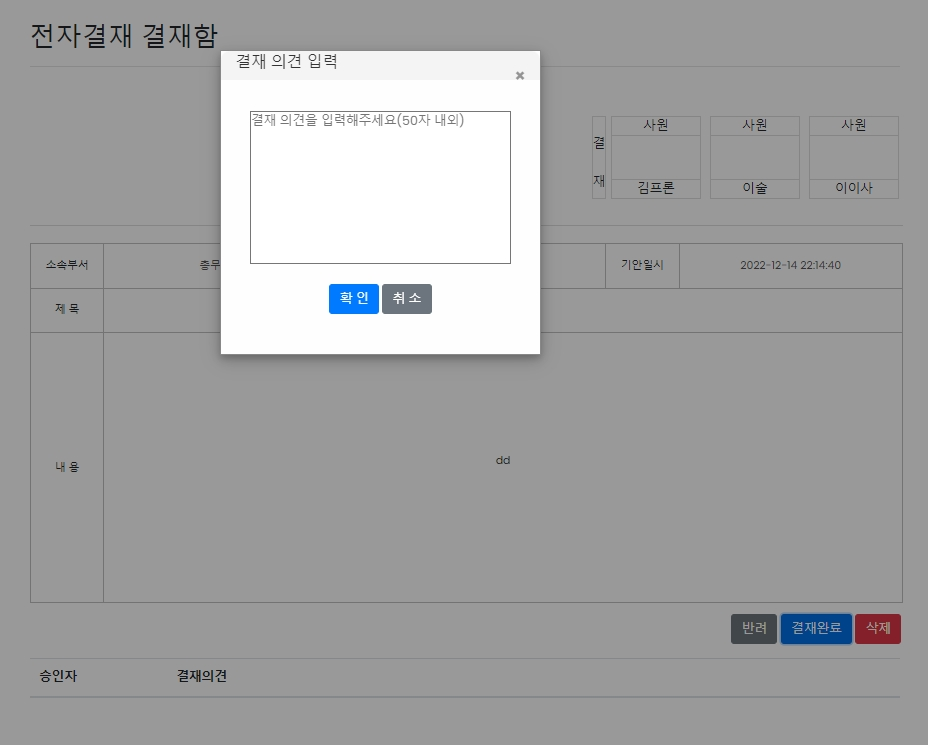 전자결재 결재함
결재 의견 입력
×
결재 의견을 입력해주세요(50자 내외)
확 인 취 소
결 재
사원 사원 사원
김프론 이술 이이사
소속부서 총무 기안일시 2022-12-14 22:14:40
제 목
내 용 dd
반려 결재완료 삭제
승인자 결재의견